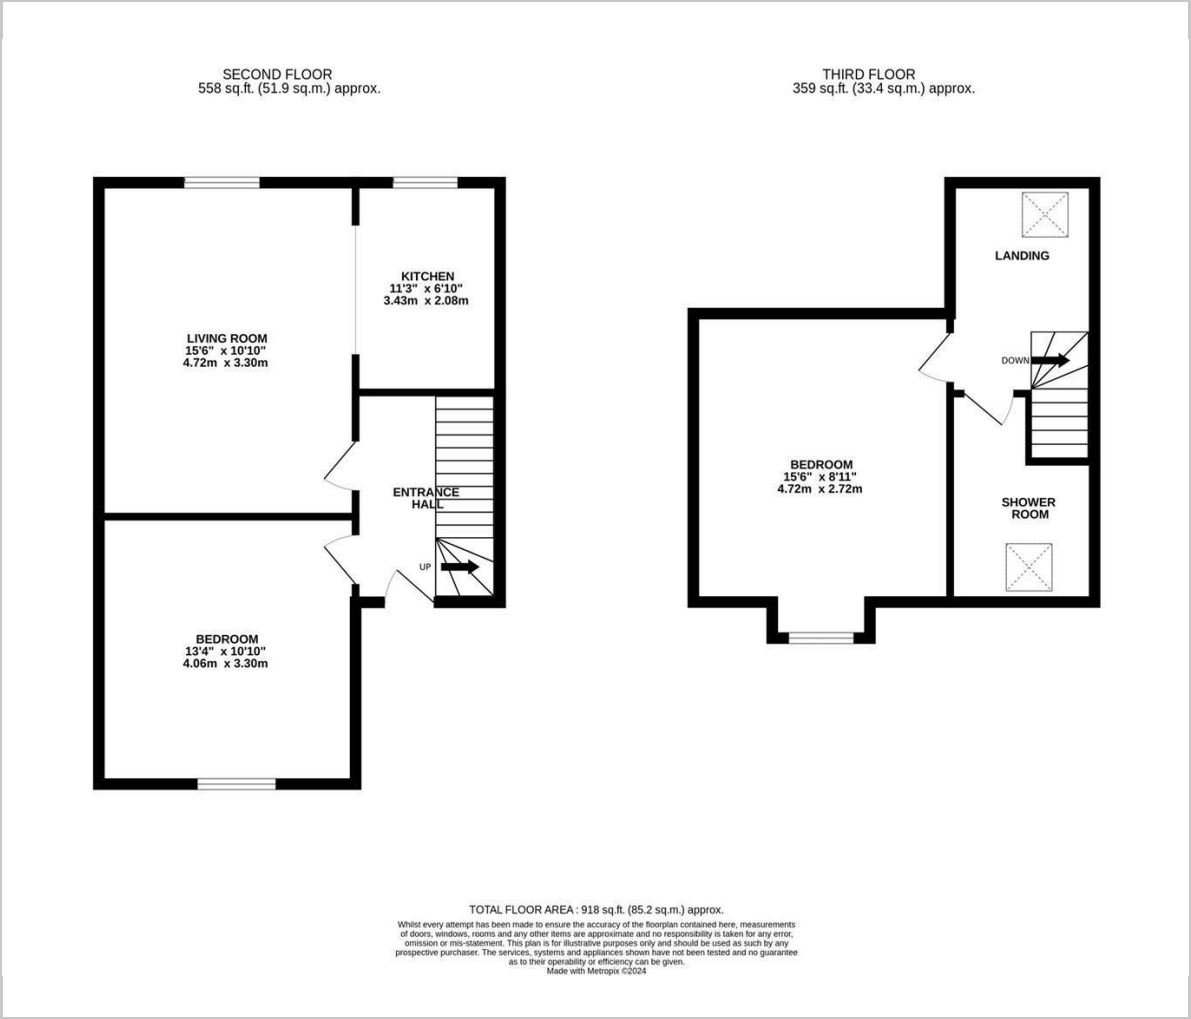 SECOND FLOOR
558 sq.ft. (51.9 sq.m.) approx.
LIVING ROOM
15'6" x 10'10"
4.72m x 3.30m
KITCHEN
11'3" x 6'10"
3.43m x 2.08m
ENTRANCE
HALL
UP
BEDROOM
13'4" x 10'10"
4.06m x 3.30m
THIRD FLOOR
359 sq.ft. (33.4 sq.m.) approx.
LANDING
DOWN
BEDROOM
15'6" x 8'11"
4.72m x 2.72m
SHOWER
ROOM
TOTAL FLOOR AREA : 918 sq.ft. (85.2 sq.m.) approx.
Whilst every attempt has been made to ensure the accuracy of the floorplan contained here, measurements
of doors, windows, rooms and any other items are approximate and no responsibility is taken for any error,
omission or mis-statement. This plan is for illustrative purposes only and should be used as such by any
prospective purchaser. The services, systems and appliances shown have not been tested and no guarantee
as to their operability or efficiency can be given.
Made with Metropix ©2024